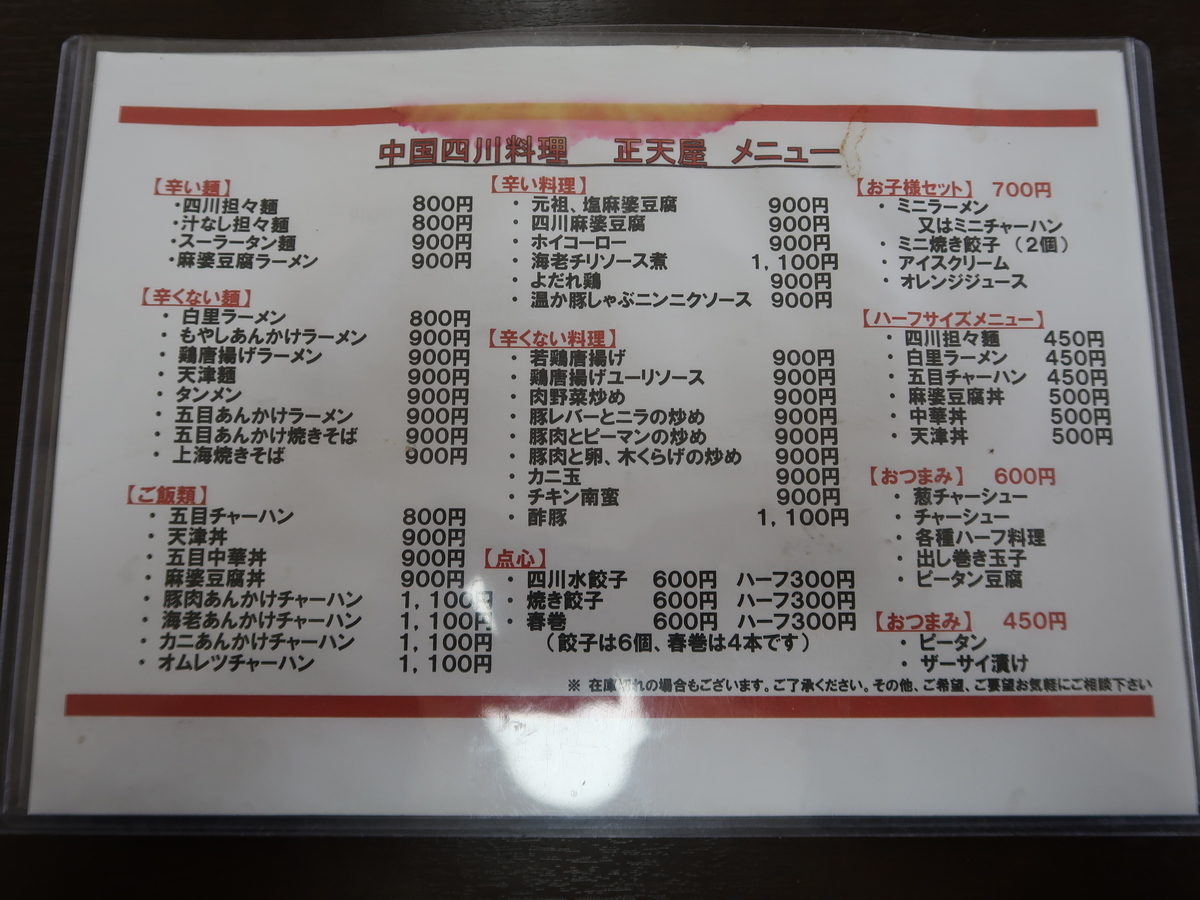 中国四川料理　正天屋　メニュー
【辛い麺】
・四川担々麺 800円
・汁なし担々麺 800円
・スーラータン麺 900円
・麻婆豆腐ラーメン 900円
【辛くない麺】
・白里ラーメン 800円
・もやしあんかけラーメン 900円
・鶏唐揚げラーメン 900円
・天津麺 900円
・タンメン 900円
・五目あんかけラーメン 900円
・五目あんかけ焼きそば 900円
・上海焼きそば 900円
【ご飯類】
・五目チャーハン 800円
・天津丼 900円
・五目中華丼 900円
・麻婆豆腐丼 900円
・豚肉あんかけチャーハン 1,100円
・海老あんかけチャーハン 1,100円
・カニあんかけチャーハン 1,100円
・オムレツチャーハン 1,100円
【辛い料理】
・元祖、塩麻婆豆腐 900円
・四川麻婆豆腐 900円
・ホイコーロー 900円
・海老チリソース煮 1,100円
・よだれ鶏 900円
・温か豚しゃぶニンニクソース 900円
【辛くない料理】
・若鶏唐揚げ 900円
・鶏唐揚げユーリソース 900円
・肉野菜炒め 900円
・豚レバーとニラの炒め 900円
・豚肉とピーマンの炒め 900円
・豚肉と卵、木くらげの炒め 900円
・カニ玉 900円
・チキン南蛮 900円
・酢豚 1,100円
【点心】
・四川水餃子 600円 ハーフ300円
・焼き餃子 600円 ハーフ300円
・春巻 600円 ハーフ300円
（餃子は6個、春巻は4本です）
【お子様セット】 700円
・ミニラーメン
又はミニチャーハン
・ミニ焼き餃子（2個）
・アイスクリーム
・オレンジジュース
【ハーフサイズメニュー】
・四川担々麺 450円
・白里ラーメン 450円
・五目チャーハン 450円
・麻婆豆腐丼 500円
・中華丼 500円
・天津丼 500円
【おつまみ】 600円
・葱チャーシュー
・チャーシュー
・各種ハーフ料理
・出し巻き玉子
・ピータン豆腐
【おつまみ】 450円
・ピータン
・ザーサイ漬け
※ 在庫切れの場合もございます。ご了承ください。その他、ご希望、ご要望お気軽にご相談下さい